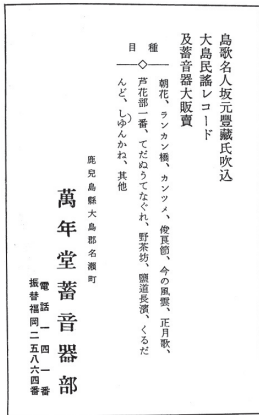 島歌名人坂元豐藏氏吹込
大島民謠レコード
及蓄音器大販賣
種目
朝花、ランカン橋、カンツメ、俊良節、今の風雲、正月歌、
芦花部一番、てだぬうてなぐれ、野茶坊、鹽道長濱、くるだ
んど、しゆんかね、其他
鹿兒島縣大島郡名瀬町
萬年堂蓄音器部
電話一四一番
振替福岡二五八六四番